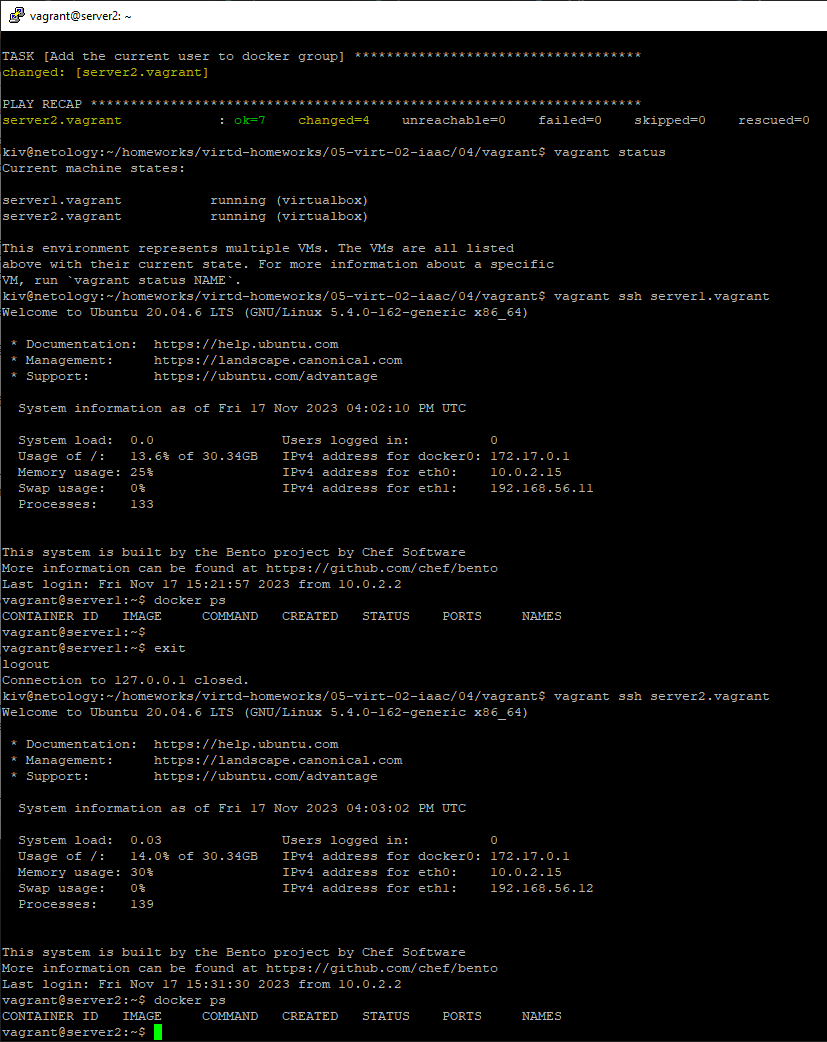 vagrant@server2: ~
TASK [Add the current user to docker group] ************************************
changed: [server2.vagrant]
PLAY RECAP *********************************************************************
server2.vagrant            : ok=7    changed=4    unreachable=0    failed=0    skipped=0    rescued=0
kiv@netology:~/homeworks/virtd-homeworks/05-virt-02-iaac/04/vagrant$ vagrant status
Current machine states:
server1.vagrant           running (virtualbox)
server2.vagrant           running (virtualbox)
This environment represents multiple VMs. The VMs are all listed
above with their current state. For more information about a specific
VM, run `vagrant status NAME`.
kiv@netology:~/homeworks/virtd-homeworks/05-virt-02-iaac/04/vagrant$ vagrant ssh server1.vagrant
Welcome to Ubuntu 20.04.6 LTS (GNU/Linux 5.4.0-162-generic x86_64)
 * Documentation:  https://help.ubuntu.com
 * Management:     https://landscape.canonical.com
 * Support:        https://ubuntu.com/advantage
  System information as of Fri 17 Nov 2023 04:02:10 PM UTC
  System load:  0.0               Users logged in:          0
  Usage of /:   13.6% of 30.34GB   IPv4 address for docker0: 172.17.0.1
  Memory usage: 25%                IPv4 address for eth0:    10.0.2.15
  Swap usage:   0%                 IPv4 address for eth1:    192.168.56.11
  Processes:    133
This system is built by the Bento project by Chef Software
More information can be found at https://github.com/chef/bento
Last login: Fri Nov 17 15:21:57 2023 from 10.0.2.2
vagrant@server1:~$ docker ps
CONTAINER ID   IMAGE     COMMAND   CREATED   STATUS    PORTS     NAMES
vagrant@server1:~$
vagrant@server1:~$ exit
logout
Connection to 127.0.0.1 closed.
kiv@netology:~/homeworks/virtd-homeworks/05-virt-02-iaac/04/vagrant$ vagrant ssh server2.vagrant
Welcome to Ubuntu 20.04.6 LTS (GNU/Linux 5.4.0-162-generic x86_64)
 * Documentation:  https://help.ubuntu.com
 * Management:     https://landscape.canonical.com
 * Support:        https://ubuntu.com/advantage
  System information as of Fri 17 Nov 2023 04:03:02 PM UTC
  System load:  0.03               Users logged in:          0
  Usage of /:   14.0% of 30.34GB   IPv4 address for docker0: 172.17.0.1
  Memory usage: 30%                IPv4 address for eth0:    10.0.2.15
  Swap usage:   0%                 IPv4 address for eth1:    192.168.56.12
  Processes:    139
This system is built by the Bento project by Chef Software
More information can be found at https://github.com/chef/bento
Last login: Fri Nov 17 15:31:30 2023 from 10.0.2.2
vagrant@server2:~$ docker ps
CONTAINER ID   IMAGE     COMMAND   CREATED   STATUS    PORTS     NAMES
vagrant@server2:~$